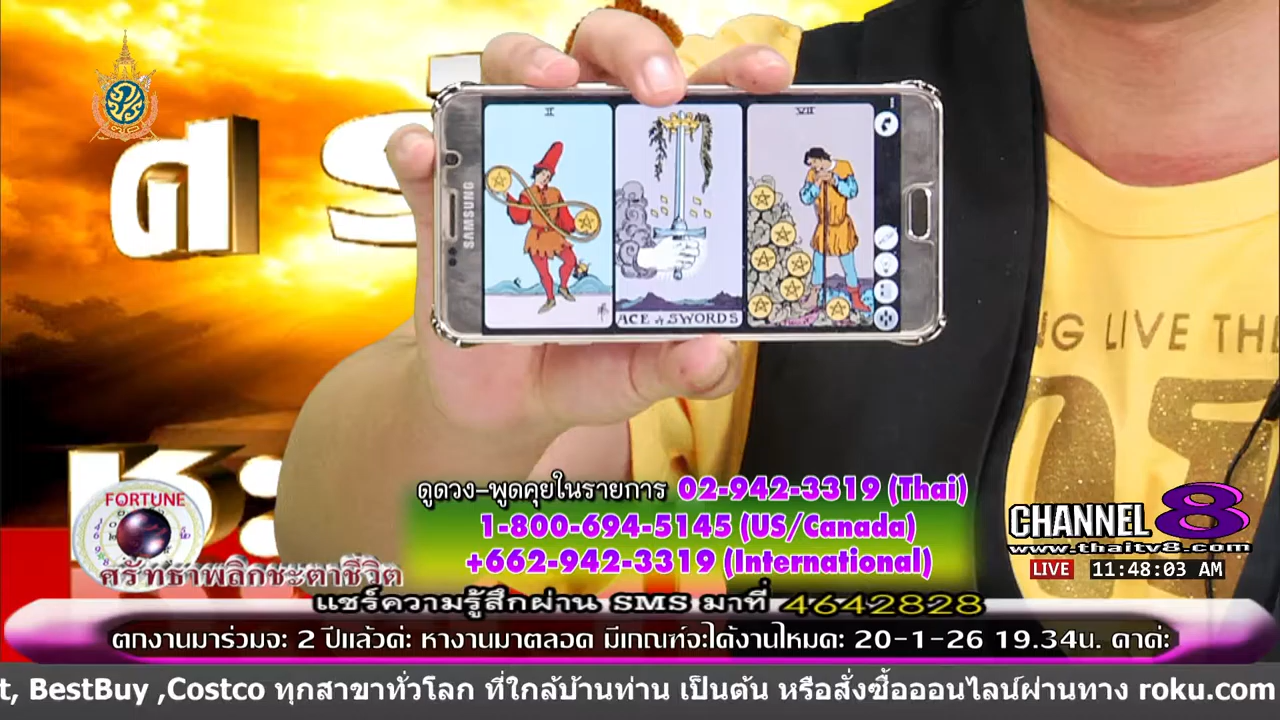 ศ ร
II
VII
SAMSUNG
ACE of SWORDS
NG LIVE THE
FORTUNE
ศรัทธาพลิกชะตาชีวิต
ดูดวง-พูดคุยในรายการ 02-942-3319 (Thai)
1-800-694-5145 (US/Canada)
+662-942-3319 (International)
CHANNEL 8
www.thaitv8.com
LIVE 11:48:03 AM
แชร์ความรู้สึกผ่าน SMS มาที่ 4642828
ตกงานมาร่วมจะ 2 ปีแล้วค่ะ หางานมาตลอด มีเกณฑ์จะได้งานไหมคะ 20-1-26 19.34น. คาค่ะ
t, BestBuy ,Costco ทุกสาขาทั่วโลก ที่ใกล้บ้านท่าน เป็นต้น หรือสั่งซื้อออนไลน์ผ่านทาง roku.com